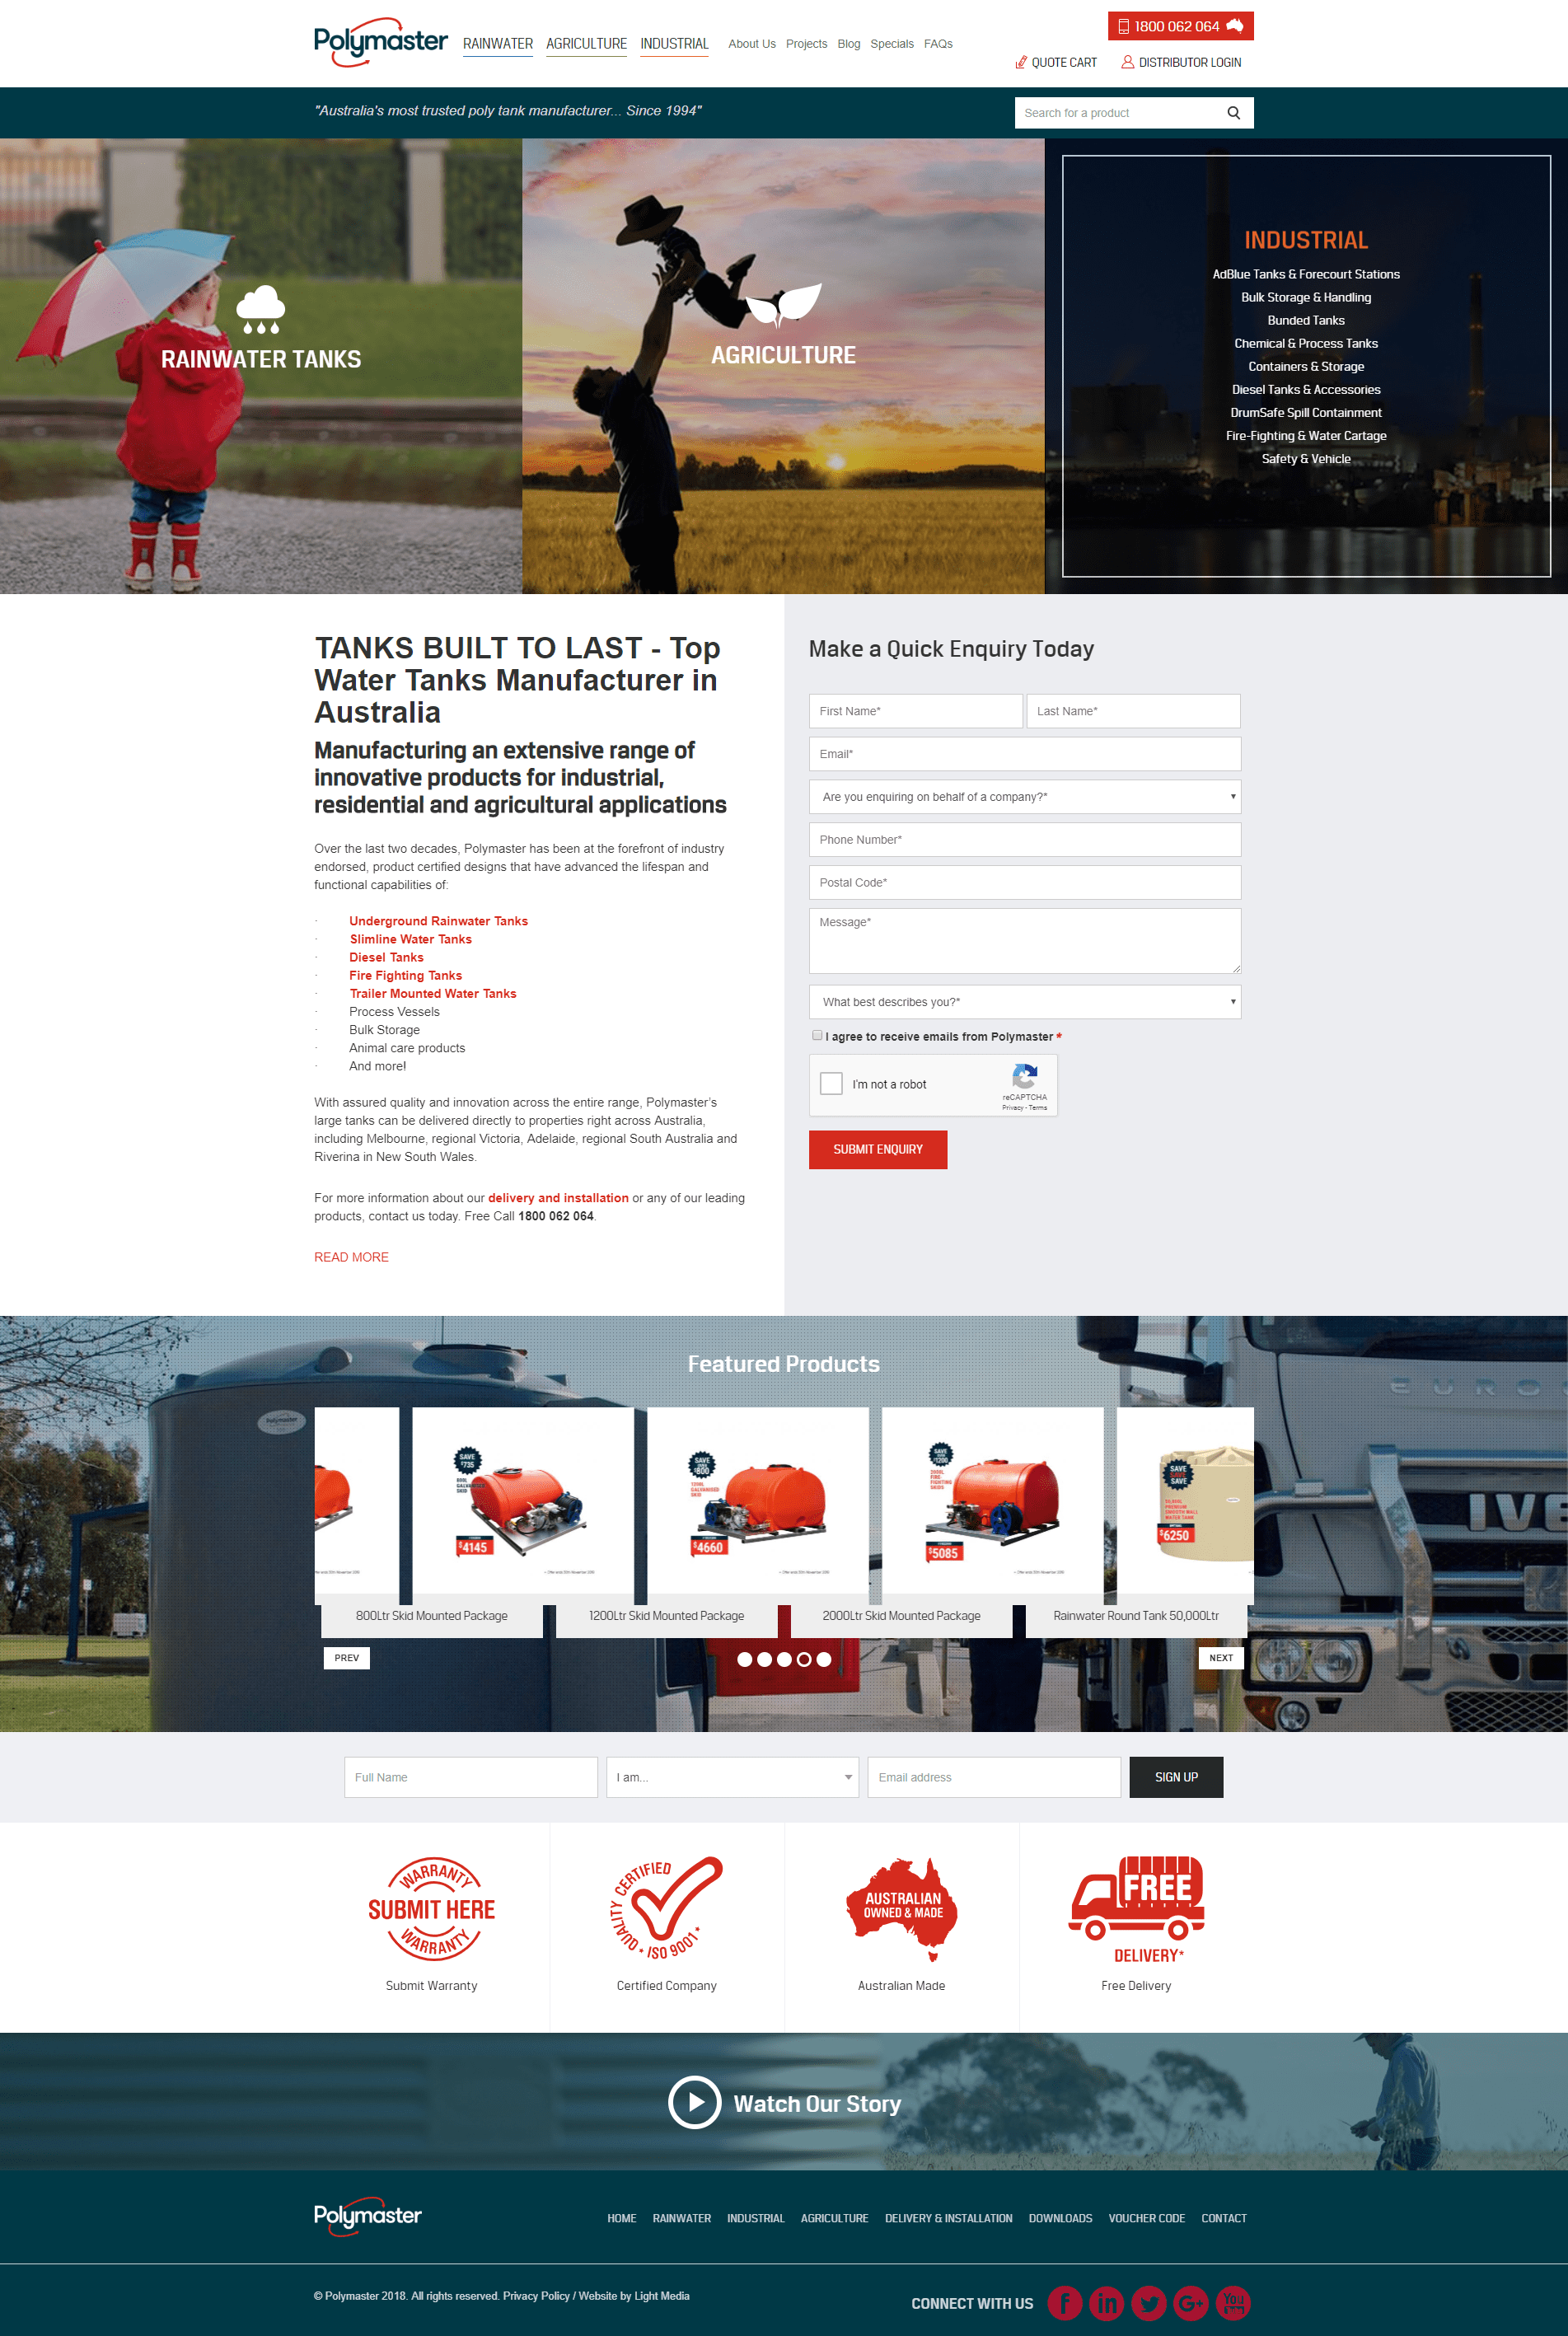 Polymaster
RAINWATER AGRICULTURE INDUSTRIAL About Us Projects Blog Specials FAQs
1800 062 064
QUOTE CART DISTRIBUTOR LOGIN
"Australia's most trusted poly tank manufacturer... Since 1994"
Search for a product
RAINWATER TANKS
AGRICULTURE
INDUSTRIAL
AdBlue Tanks & Forecourt Stations
Bulk Storage & Handling
Bunded Tanks
Chemical & Process Tanks
Containers & Storage
Diesel Tanks & Accessories
DrumSafe Spill Containment
Fire-Fighting & Water Cartage
Safety & Vehicle
TANKS BUILT TO LAST - Top
Water Tanks Manufacturer in
Australia
Manufacturing an extensive range of
innovative products for industrial,
residential and agricultural applications
Over the last two decades, Polymaster has been at the forefront of industry
endorsed, product certified designs that have advanced the lifespan and
functional capabilities of:
· Underground Rainwater Tanks
· Slimline Water Tanks
· Diesel Tanks
· Fire Fighting Tanks
· Trailer Mounted Water Tanks
· Process Vessels
· Bulk Storage
· Animal care products
· And more!
With assured quality and innovation across the entire range, Polymaster's
large tanks can be delivered directly to properties right across Australia,
including Melbourne, regional Victoria, Adelaide, regional South Australia and
Riverina in New South Wales.
For more information about our delivery and installation or any of our leading
products, contact us today. Free Call 1800 062 064.
READ MORE
Make a Quick Enquiry Today
First Name* Last Name*
Email*
Are you enquiring on behalf of a company?*
Phone Number*
Postal Code*
Message*
What best describes you?*
I agree to receive emails from Polymaster *
I'm not a robot
reCAPTCHA
Privacy - Terms
SUBMIT ENQUIRY
Featured Products
Polymaster
EURO
IVE
SAVE
$735
$4145
SAVE
$800
$4660
SAVE
$1200
$5085
SAVE
SAVE
SAVE
$6250
800Ltr Skid Mounted Package
1200Ltr Skid Mounted Package
2000Ltr Skid Mounted Package
Rainwater Round Tank 50,000Ltr
PREV
NEXT
Full Name
I am...
Email address
SIGN UP
WARRANTY
SUBMIT HERE
WARRANTY
Submit Warranty
QUALITY CERTIFIED
* ISO 9001 *
Certified Company
AUSTRALIAN
OWNED & MADE
Australian Made
FREE
DELIVERY*
Free Delivery
Watch Our Story
Polymaster
HOME RAINWATER INDUSTRIAL AGRICULTURE DELIVERY & INSTALLATION DOWNLOADS VOUCHER CODE CONTACT
© Polymaster 2018. All rights reserved. Privacy Policy / Website by Light Media
CONNECT WITH US
f
in
G+
You